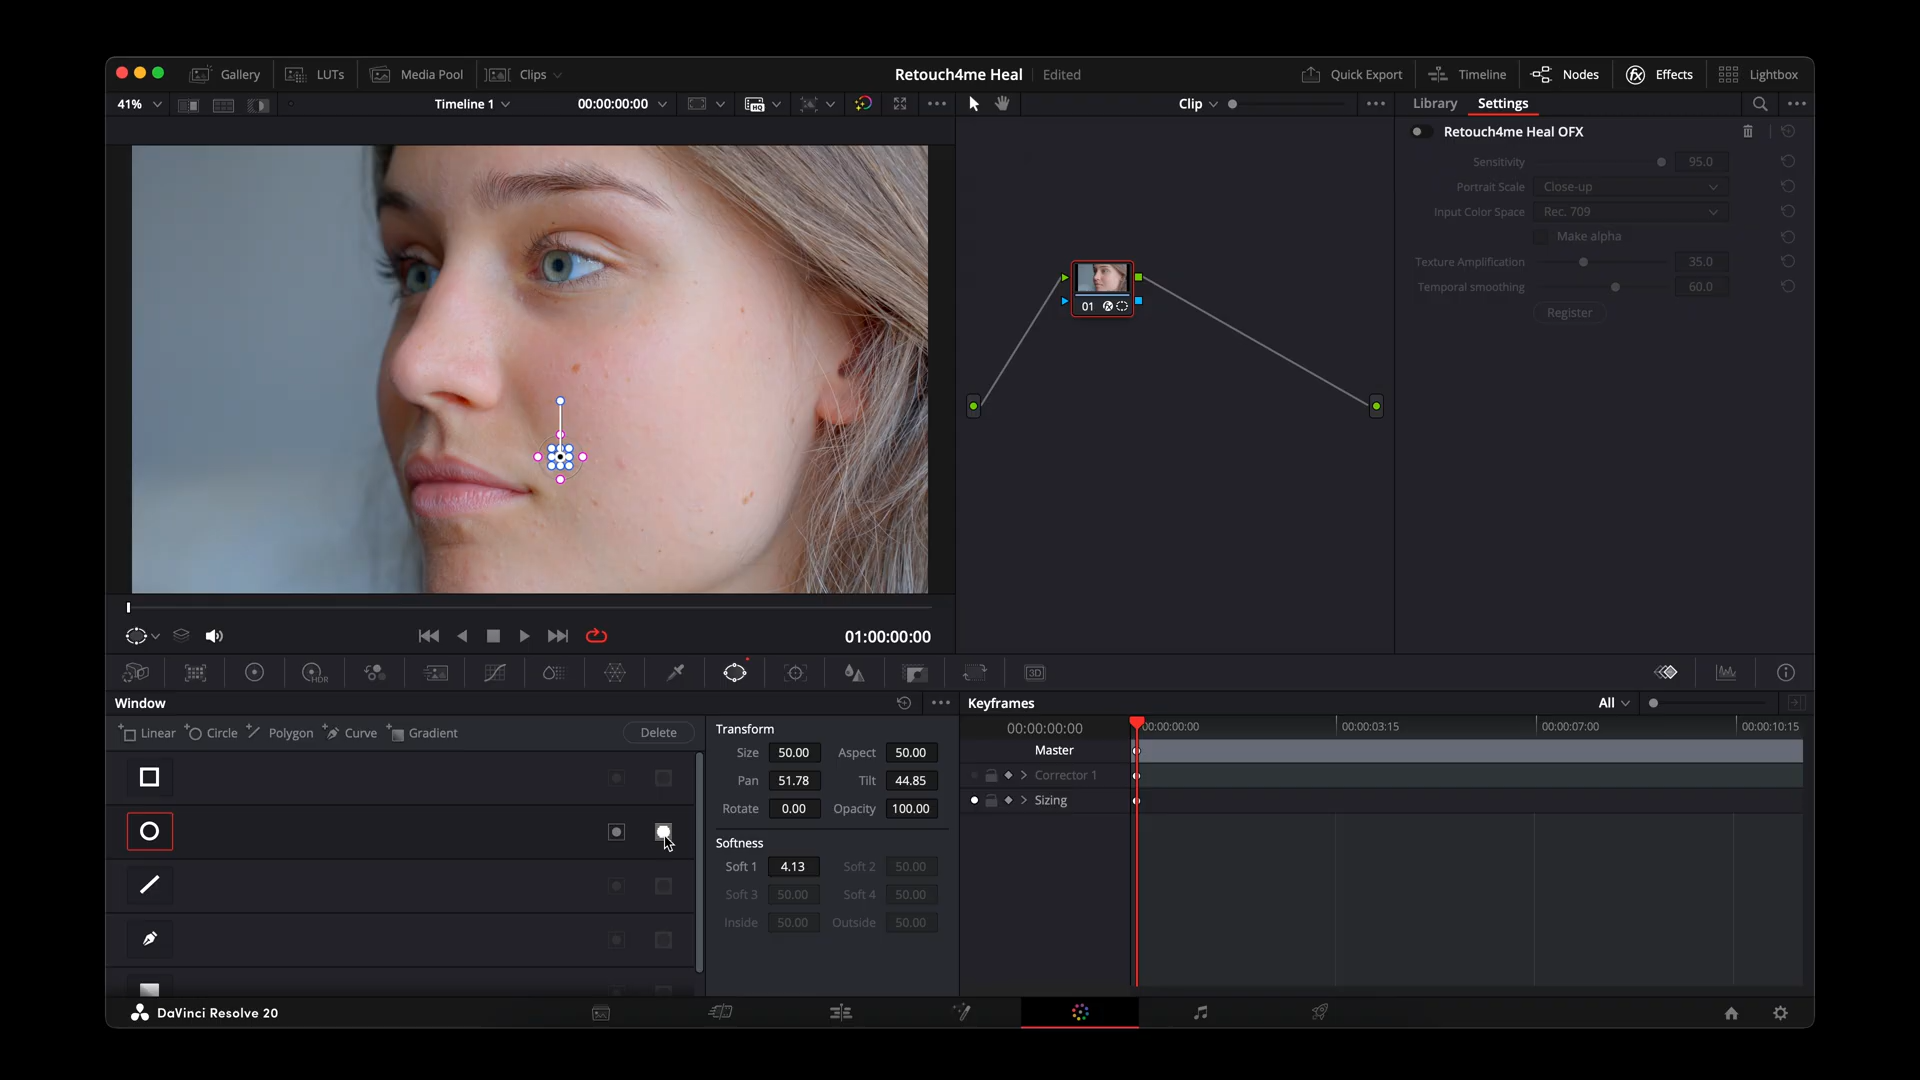 Gallery LUTs Media Pool Clips Retouch4me Heal Edited Quick Export Timeline Nodes Effects Lightbox
41% Timeline 1 00:00:00:00 HQ Clip Library Settings
Retouch4me Heal OFX
Sensitivity 95.0
Portrait Scale Close-up
Input Color Space Rec. 709
Make alpha
Texture Amplification 35.0
Temporal smoothing 60.0
Register
01
01:00:00:00
HDR 3D
Window Keyframes All
Linear Circle Polygon Curve Gradient Delete
Transform
Size 50.00 Aspect 50.00
Pan 51.78 Tilt 44.85
Rotate 0.00 Opacity 100.00
Softness
Soft 1 4.13 Soft 2 50.00
Soft 3 50.00 Soft 4 50.00
Inside 50.00 Outside 50.00
00:00:00:00 00:00:00:00 00:00:03:15 00:00:07:00 00:00:10:15
Master
Corrector 1
Sizing
DaVinci Resolve 20